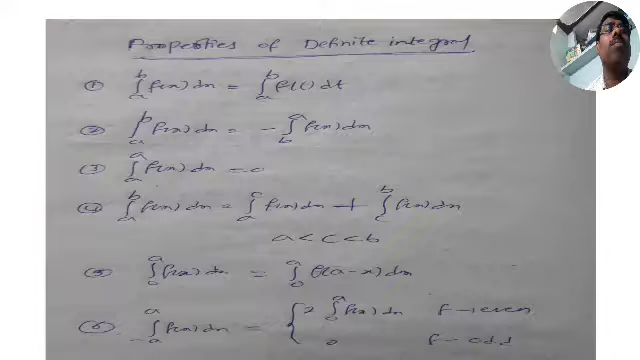 Properties of Definite integral
① ∫_a^b f(x) dx = ∫_a^b f(t) dt
② ∫_a^b f(x) dx = - ∫_b^a f(x) dx
③ ∫_a^a f(x) dx = 0
④ ∫_a^b f(x) dx = ∫_a^c f(x) dx + ∫_c^b f(x) dx
a < c < b
⑤ ∫_0^a f(x) dx = ∫_0^a f(a-x) dx
⑥ ∫_{-a}^a f(x) dx = { 2 ∫_0^a f(x) dx f → even
0 f - odd